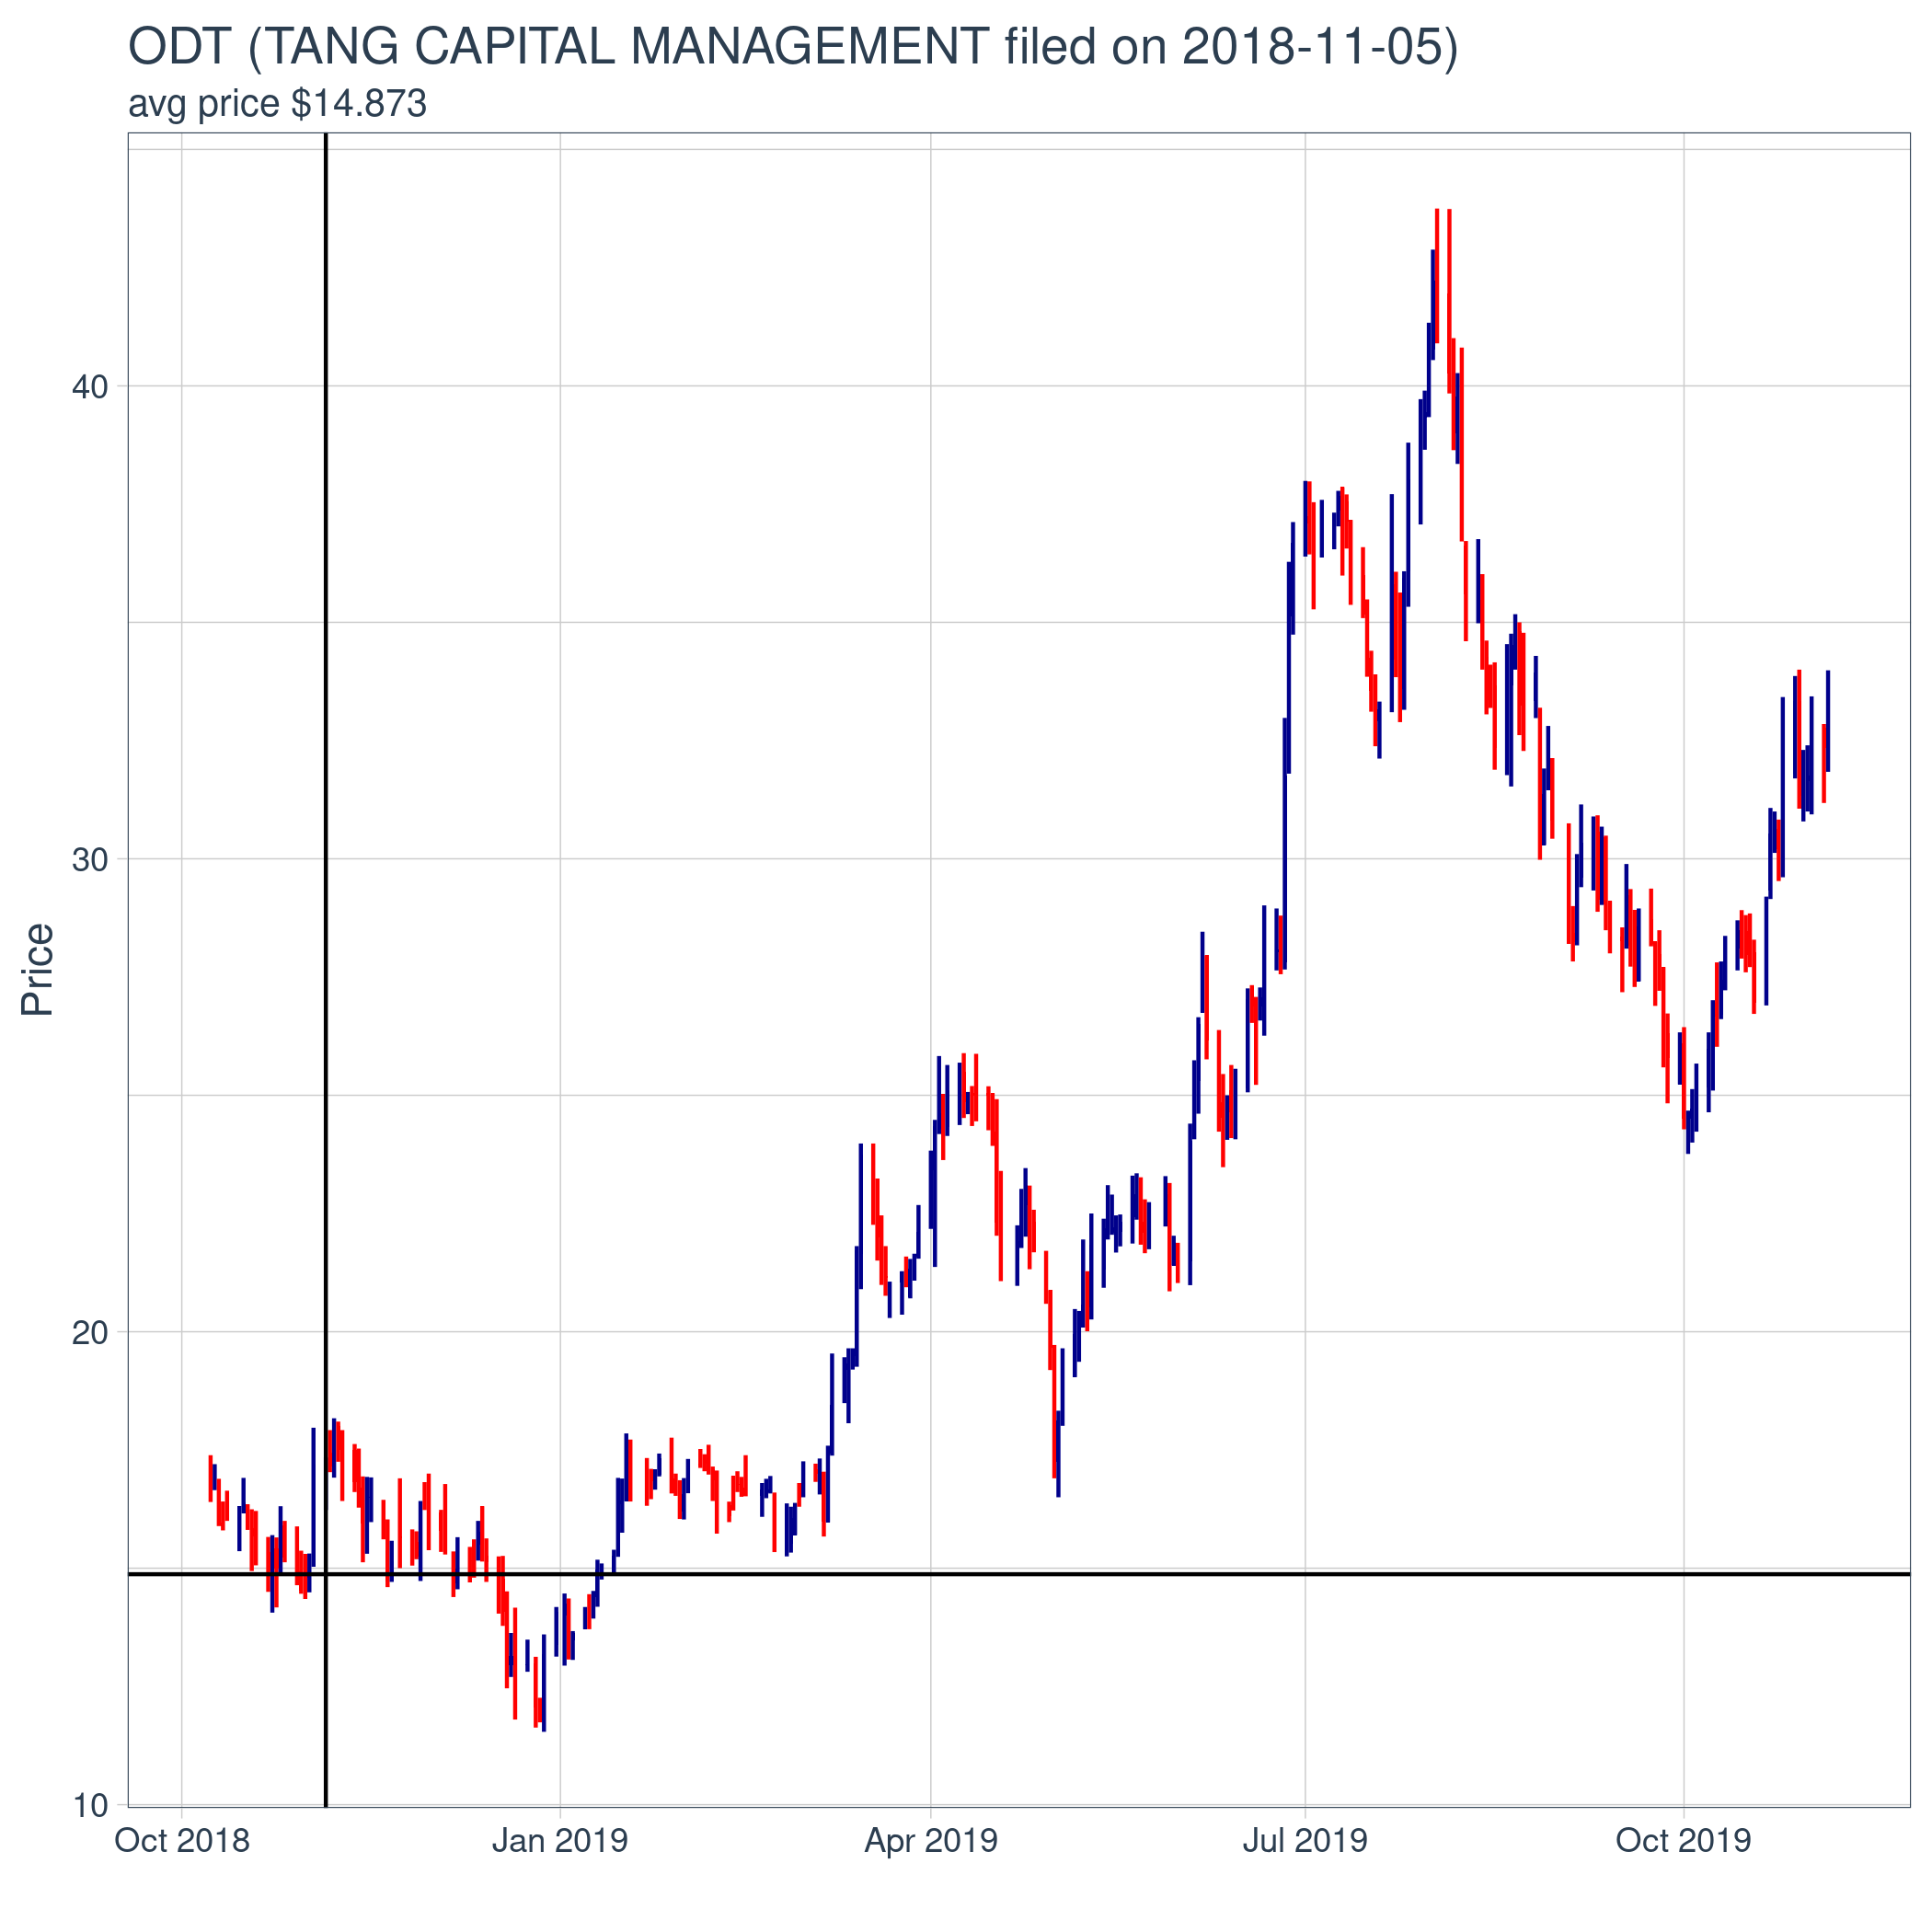 ODT (TANG CAPITAL MANAGEMENT filed on 2018-11-05)
avg price $14.873
Price
40
30
20
10
Oct 2018 Jan 2019 Apr 2019 Jul 2019 Oct 2019